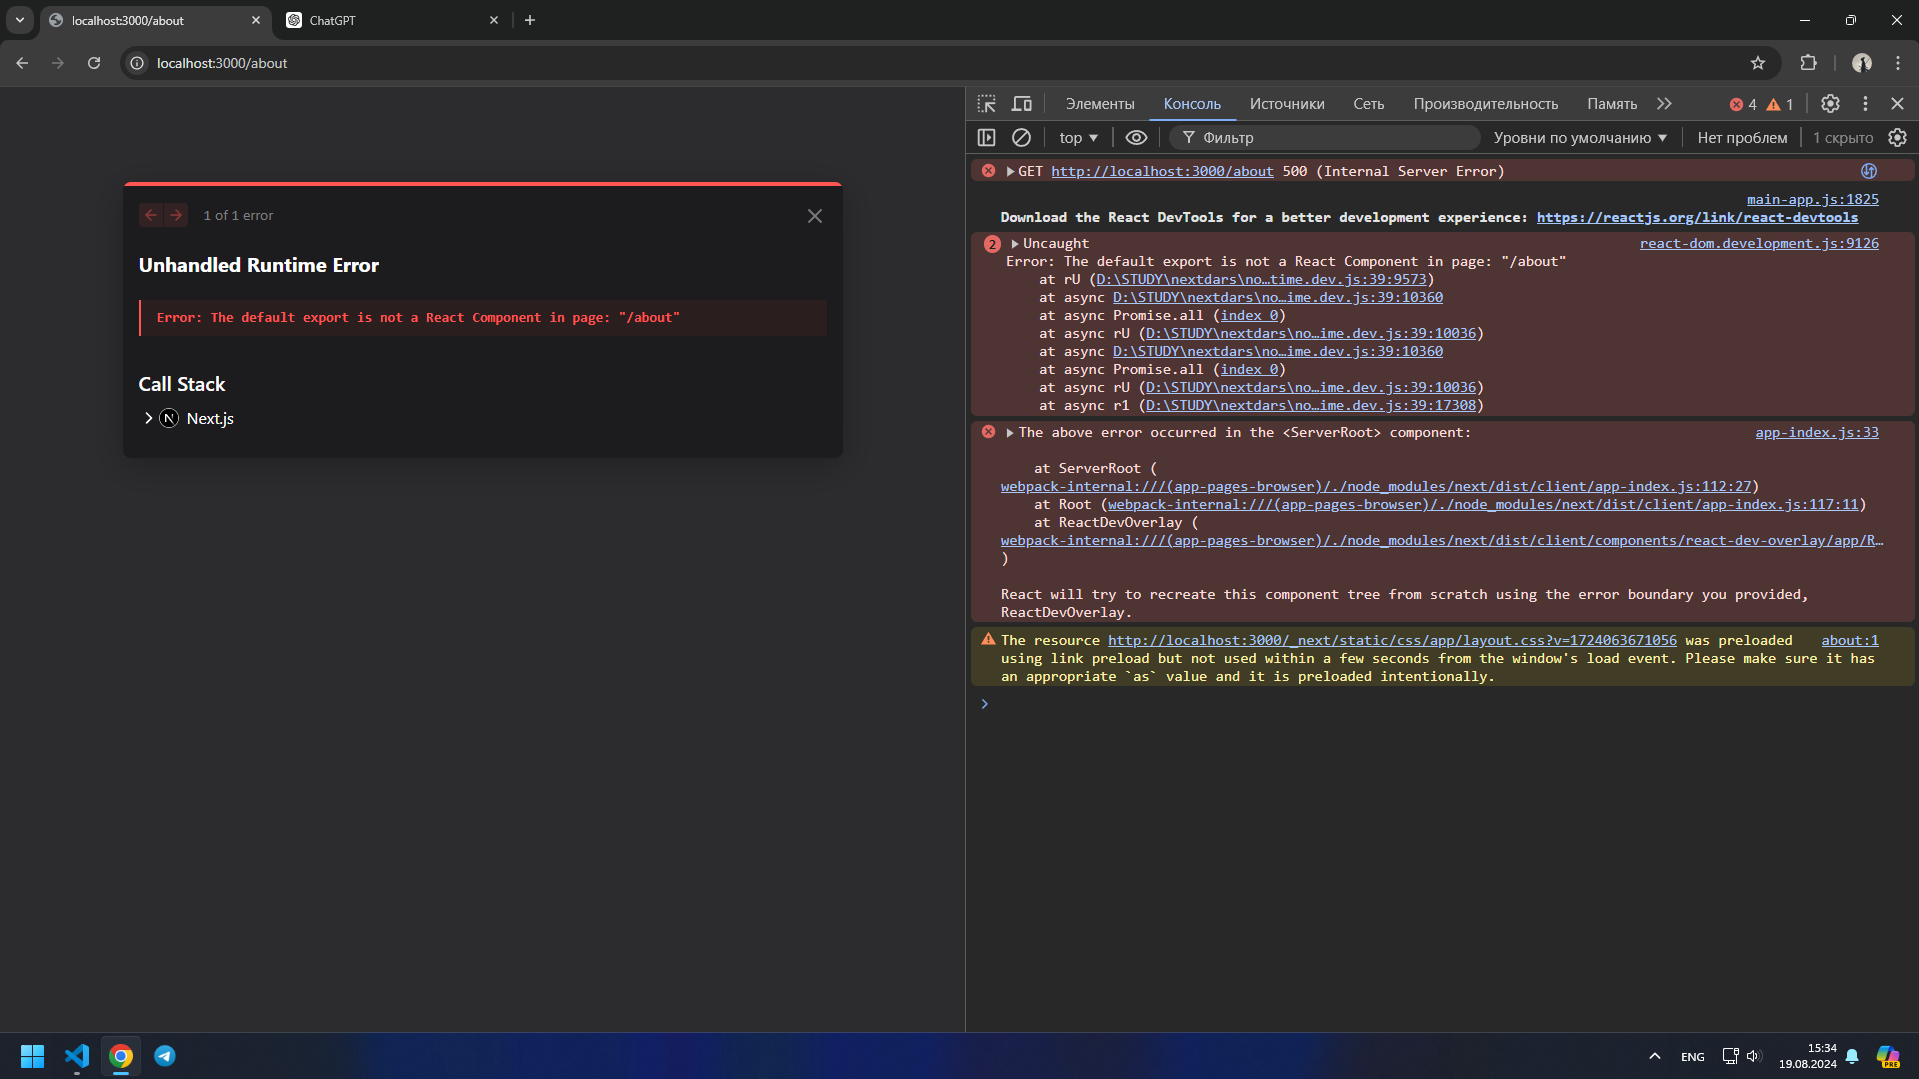 localhost:3000/about
ChatGPT
localhost:3000/about
Элементы
Консоль
Источники
Сеть
Производительность
Память
4
1
top
Фильтр
Уровни по умолчанию
Нет проблем
1 скрыто
1 of 1 error
Unhandled Runtime Error
Error: The default export is not a React Component in page: "/about"
Call Stack
Next.js
GET http://localhost:3000/about 500 (Internal Server Error)
main-app.js:1825
Download the React DevTools for a better development experience: https://reactjs.org/link/react-devtools
2 Uncaught react-dom.development.js:9126
Error: The default export is not a React Component in page: "/about"
at rU (D:\STUDY\nextdars\no…time.dev.js:39:9573)
at async D:\STUDY\nextdars\no…ime.dev.js:39:10360
at async Promise.all (index 0)
at async rU (D:\STUDY\nextdars\no…ime.dev.js:39:10036)
at async D:\STUDY\nextdars\no…ime.dev.js:39:10360
at async Promise.all (index 0)
at async rU (D:\STUDY\nextdars\no…ime.dev.js:39:10036)
at async r1 (D:\STUDY\nextdars\no…ime.dev.js:39:17308)
The above error occurred in the <ServerRoot> component: app-index.js:33
at ServerRoot (
webpack-internal:///(app-pages-browser)/./node_modules/next/dist/client/app-index.js:112:27)
at Root (webpack-internal:///(app-pages-browser)/./node_modules/next/dist/client/app-index.js:117:11)
at ReactDevOverlay (
webpack-internal:///(app-pages-browser)/./node_modules/next/dist/client/components/react-dev-overlay/app/R…
)
React will try to recreate this component tree from scratch using the error boundary you provided,
ReactDevOverlay.
The resource http://localhost:3000/_next/static/css/app/layout.css?v=1724063671056 was preloaded about:1
using link preload but not used within a few seconds from the window's load event. Please make sure it has
an appropriate `as` value and it is preloaded intentionally.
ENG
15:34
19.08.2024
PRE